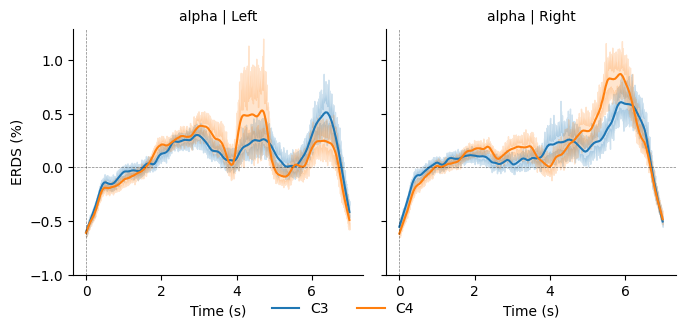 alpha | Left
alpha | Right
ERDS (%)
1.0
0.5
0.0
−0.5
−1.0
0 2 4 6
0 2 4 6
Time (s)
Time (s)
C3 C4